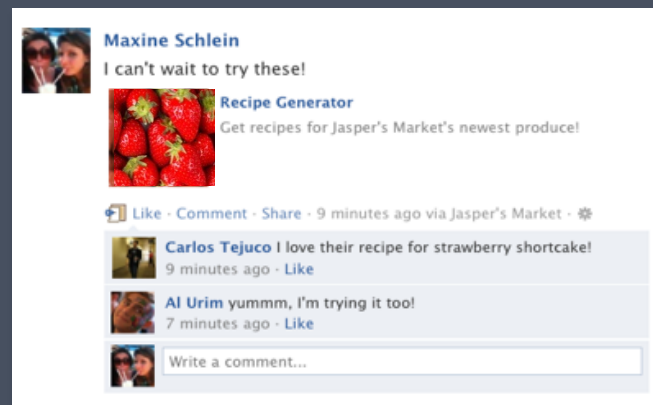 Maxine Schlein
I can't wait to try these!
Recipe Generator
Get recipes for Jasper's Market's newest produce!
Like · Comment · Share · 9 minutes ago via Jasper's Market ·
Carlos Tejuco I love their recipe for strawberry shortcake!
9 minutes ago · Like
Al Urim yummm, I'm trying it too!
7 minutes ago · Like
Write a comment...